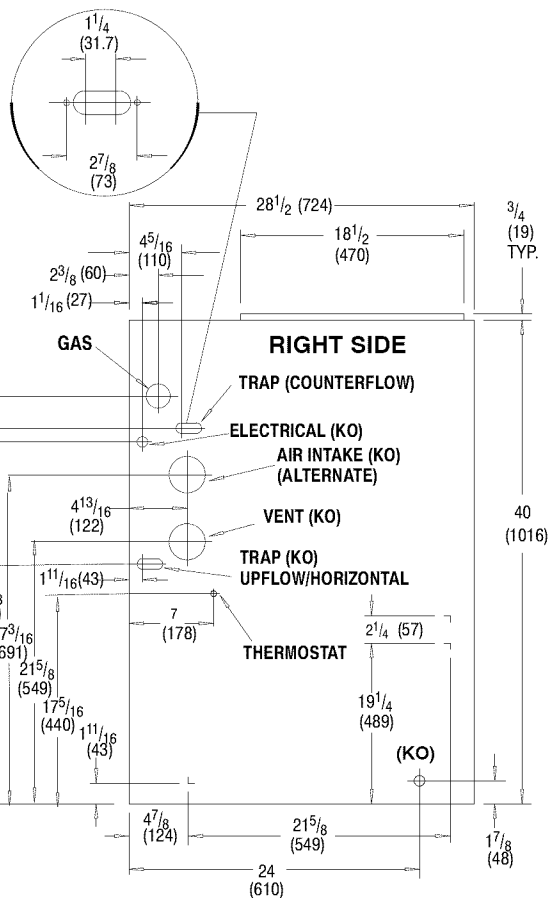 1 1/4
(31.7)
2 7/8
(73)
28 1/2 (724)
3/4
(19)
TYP.
18 1/2
(470)
4 5/16
(110)
2 3/8 (60)
1 1/16 (27)
GAS
RIGHT SIDE
TRAP (COUNTERFLOW)
ELECTRICAL (KO)
AIR INTAKE (KO)
(ALTERNATE)
4 13/16
(122)
VENT (KO)
40
(1016)
TRAP (KO)
UPFLOW/HORIZONTAL
1 11/16 (43)
7
(178)
2 1/4 (57)
THERMOSTAT
7 3/16
691)
21 5/8
(549)
17 5/16
(440)
19 1/4
(489)
1 11/16
(43)
(KO)
4 7/8
(124)
21 5/8
(549)
1 7/8
(48)
24
(610)